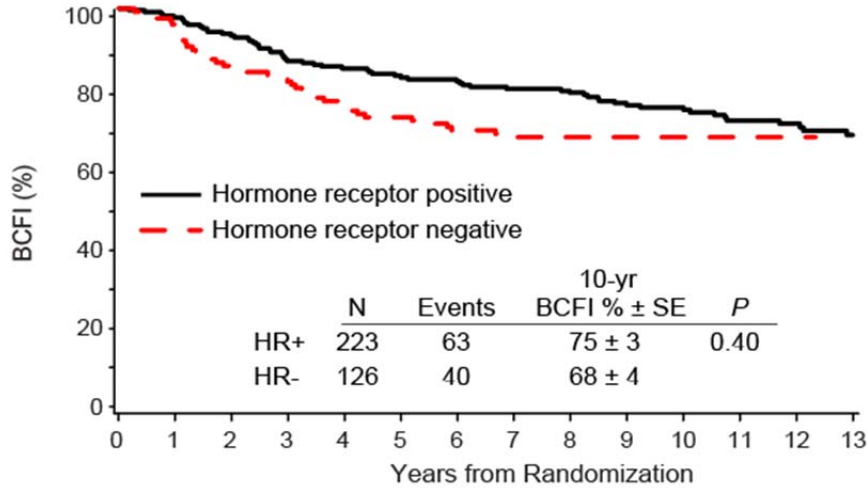 100
80
60
40
20
0
BCFI (%)
Hormone receptor positive
Hormone receptor negative
10-yr
N Events BCFI % ± SE P
HR+ 223 63 75 ± 3 0.40
HR- 126 40 68 ± 4
0 1 2 3 4 5 6 7 8 9 10 11 12 13
Years from Randomization